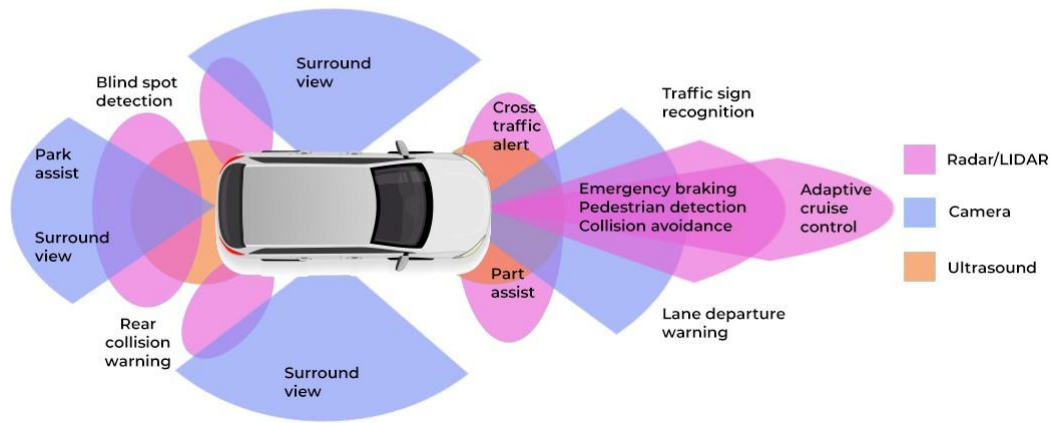 Surround
view
Blind spot
detection
Park
assist
Surround
view
Rear
collision
warning
Surround
view
Cross
traffic
alert
Part
assist
Traffic sign
recognition
Emergency braking
Pedestrian detection
Collision avoidance
Adaptive
cruise
control
Lane departure
warning
Radar/LIDAR
Camera
Ultrasound